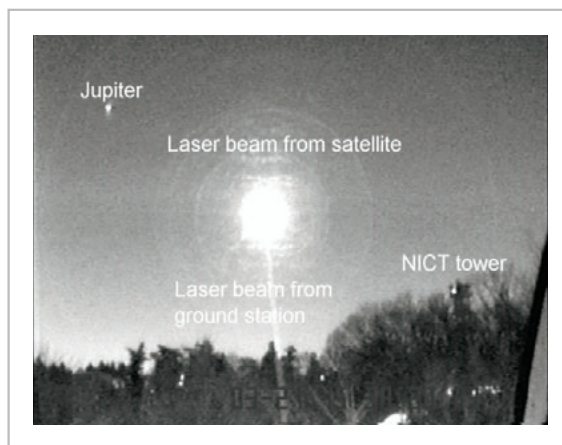 Jupiter
Laser beam from satellite
NICT tower
Laser beam from
ground station